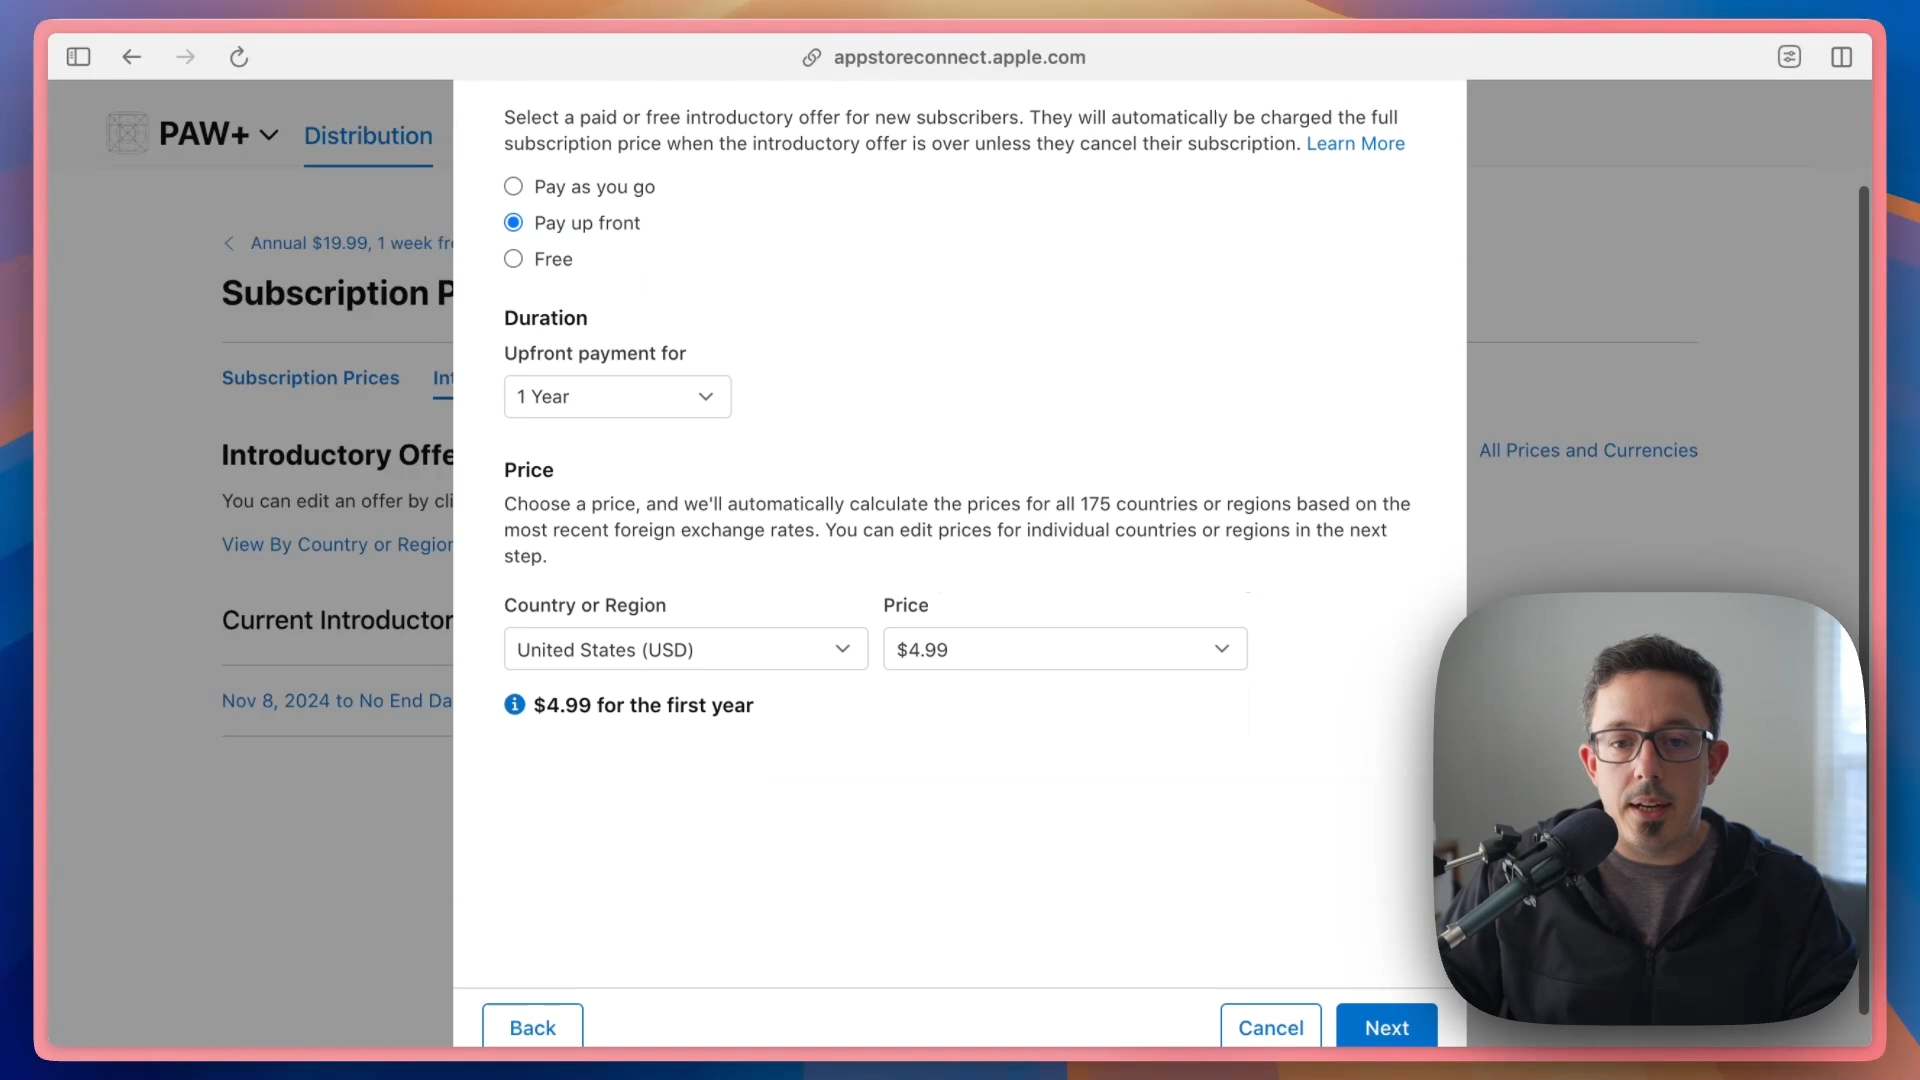 appstoreconnect.apple.com
PAW+
Distribution
Select a paid or free introductory offer for new subscribers. They will automatically be charged the full
subscription price when the introductory offer is over unless they cancel their subscription. Learn More
Pay as you go
Pay up front
Free
Annual $19.99, 1 week fr
Subscription P
Duration
Upfront payment for
1 Year
Subscription Prices
Int
Introductory Offe
All Prices and Currencies
Price
You can edit an offer by cli
Choose a price, and we'll automatically calculate the prices for all 175 countries or regions based on the
most recent foreign exchange rates. You can edit prices for individual countries or regions in the next
step.
View By Country or Region
Country or Region
Price
Current Introductor
United States (USD)
$4.99
Nov 8, 2024 to No End Da
$4.99 for the first year
Back
Cancel
Next